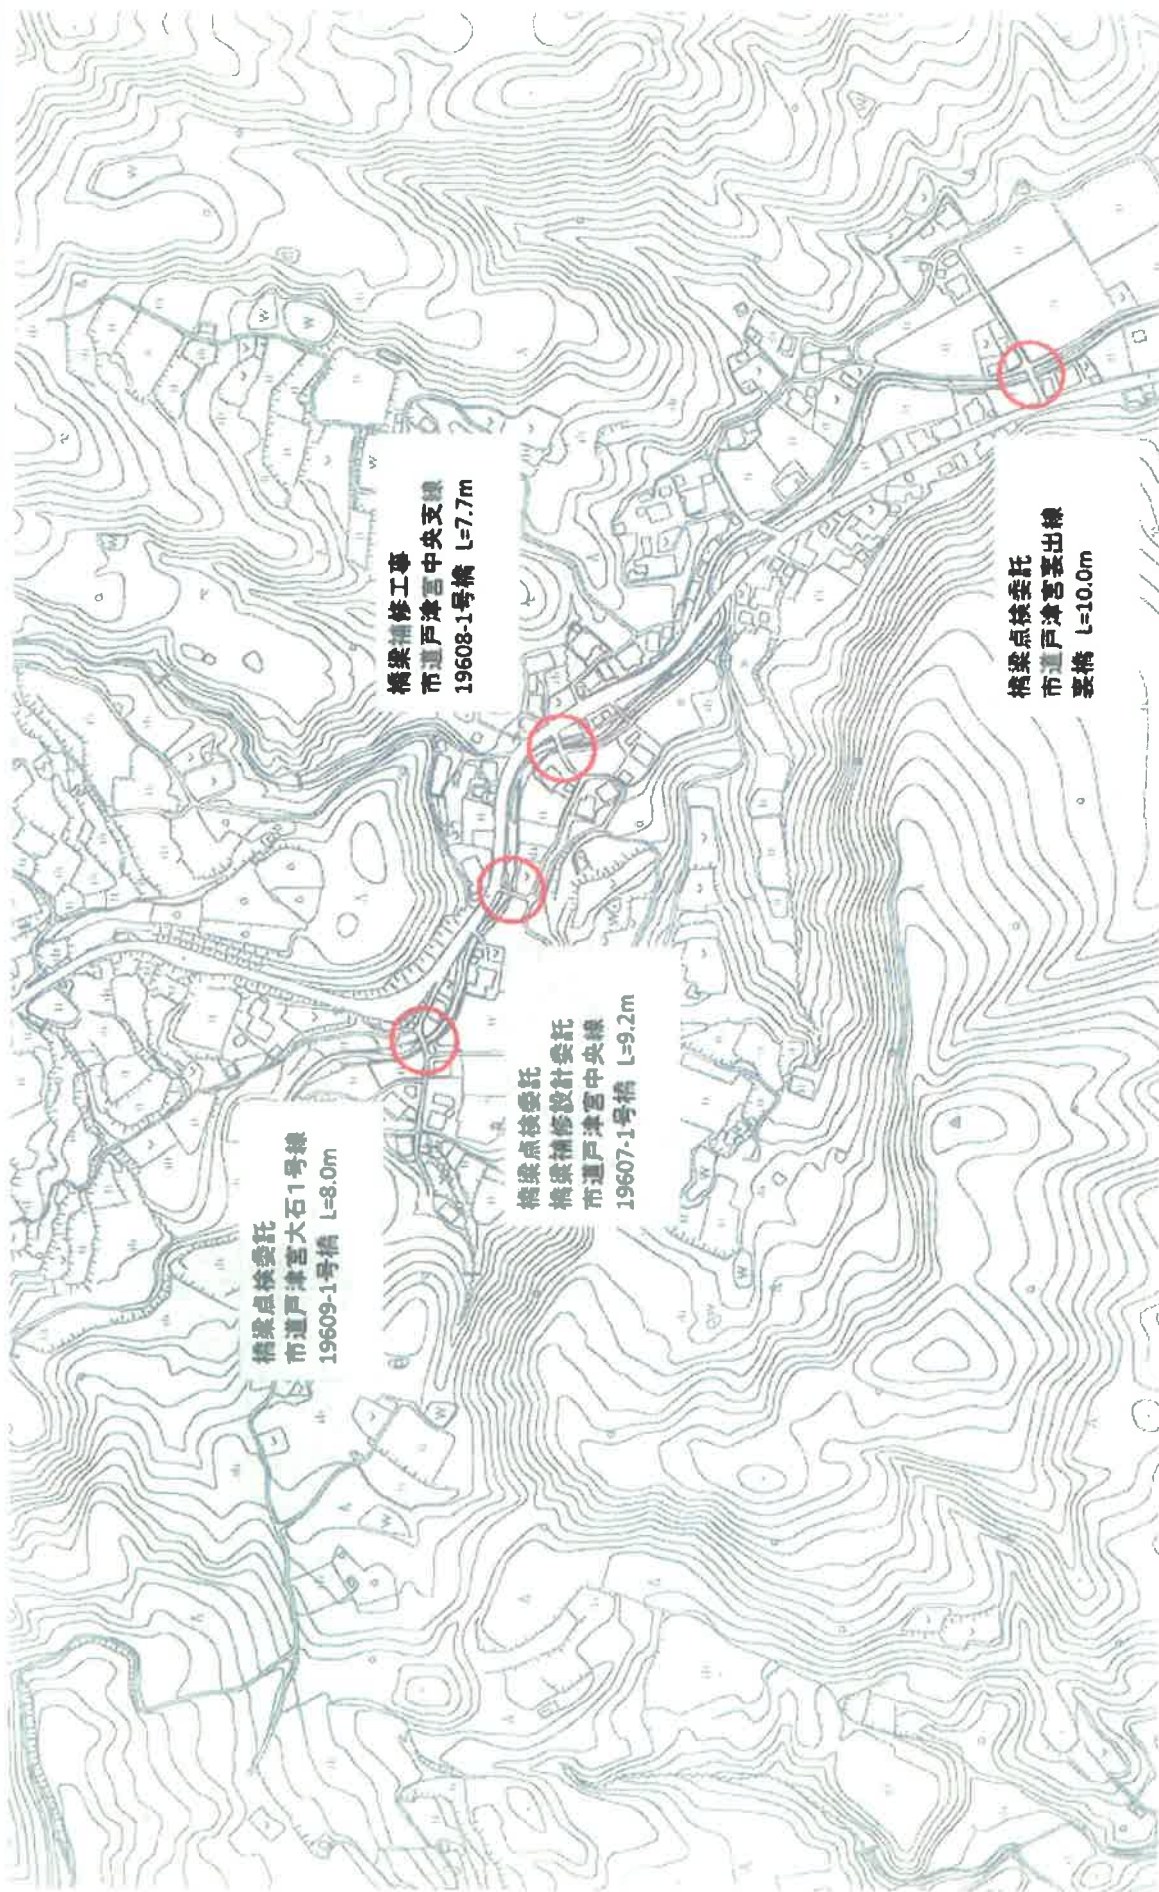 橋梁点検委託
市道戸津宮大石1号線
19609-1号橋 L=8.0m
橋梁点検委託
橋梁補修設計委託
市道戸津宮中央線
19607-1号橋 L=9.2m
橋梁補修工事
市道戸津宮中央支線
19608-1号橋 L=7.7m
橋梁点検委託
市道戸津宮裏出線
裏橋 L=10.0m